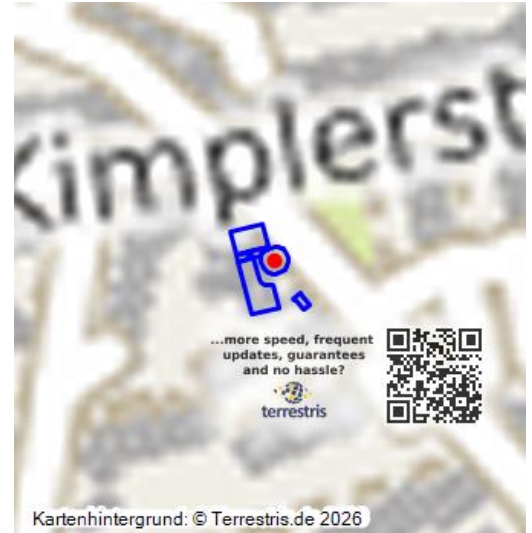 Kimplerst
...more speed, frequent
updates, guarantees
and no hassle?
terrestris
Kartenhintergrund: © Terrestris.de 2026